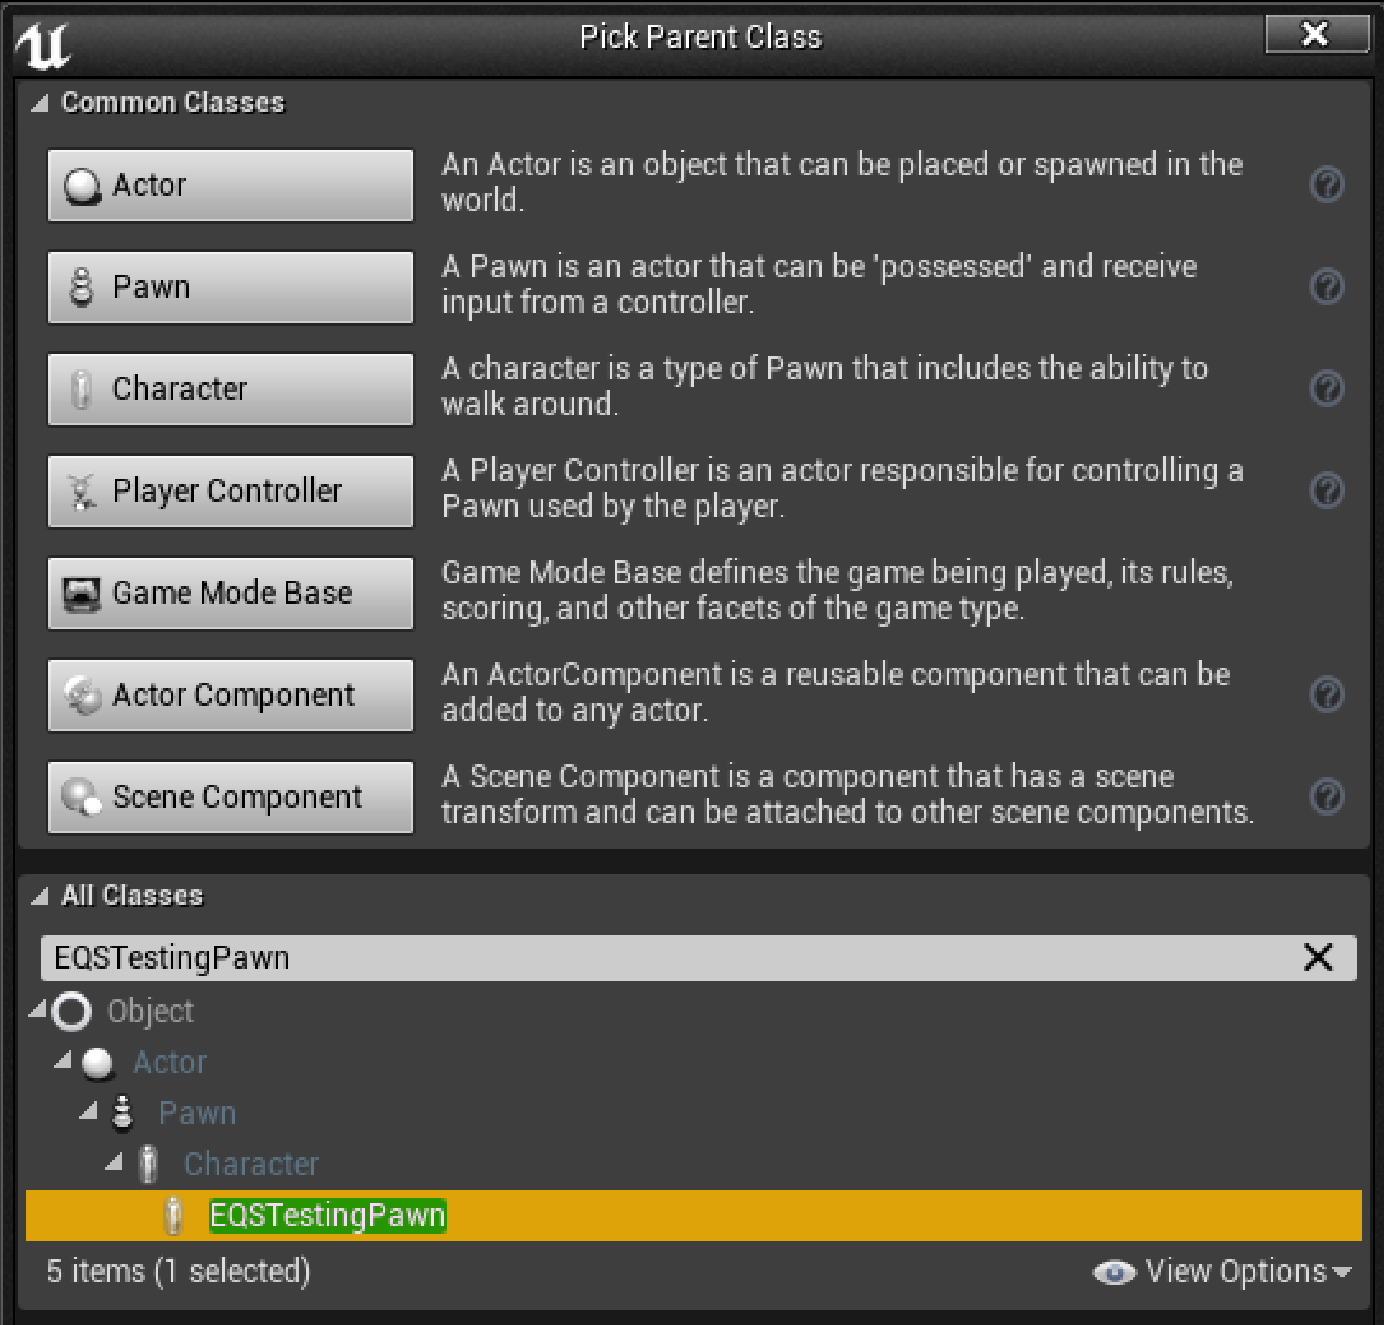 Pick Parent Class
Common Classes
Actor
An Actor is an object that can be placed or spawned in the
world.
Pawn
A Pawn is an actor that can be 'possessed' and receive
input from a controller.
Character
A character is a type of Pawn that includes the ability to
walk around.
Player Controller
A Player Controller is an actor responsible for controlling a
Pawn used by the player.
Game Mode Base
Game Mode Base defines the game being played, its rules,
scoring, and other facets of the game type.
Actor Component
An ActorComponent is a reusable component that can be
added to any actor.
Scene Component
A Scene Component is a component that has a scene
transform and can be attached to other scene components.
All Classes
EQSTestingPawn
Object
Actor
Pawn
Character
EQSTestingPawn
5 items (1 selected)
View Options